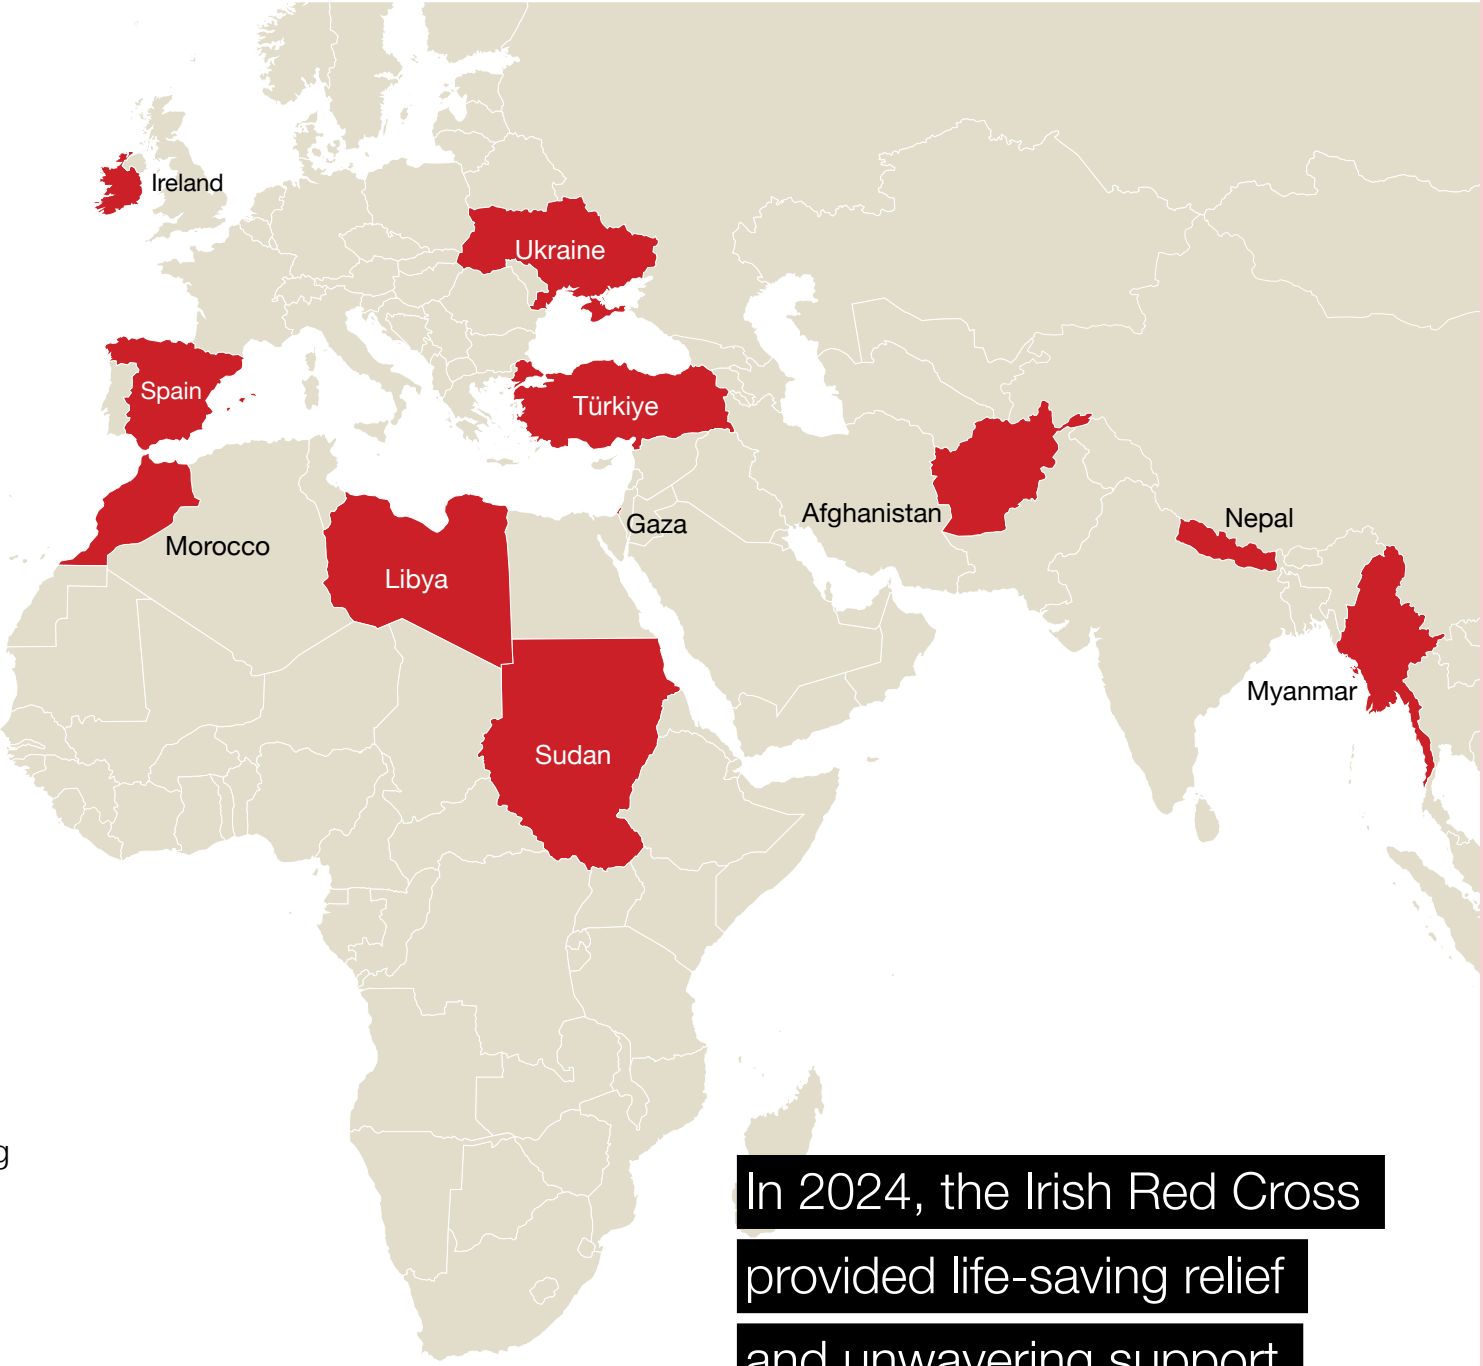 Ireland
Ukraine
Spain
Türkiye
Afghanistan
Gaza
Nepal
Morocco
Libya
Myanmar
Sudan
g
In 2024, the Irish Red Cross
provided life-saving relief
and unwavering support